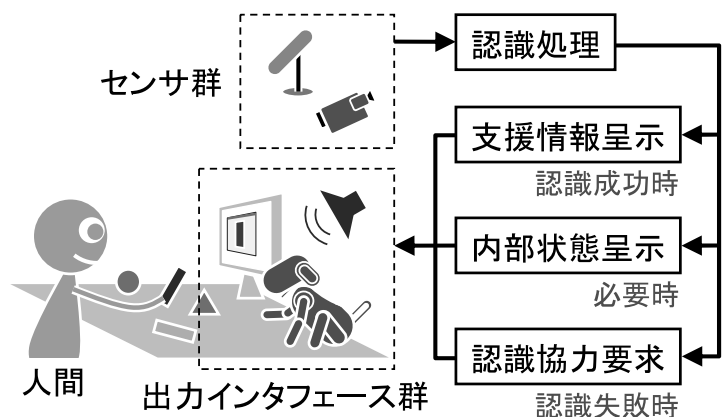 認識処理
センサ群
支援情報呈示
認識成功時
内部状態呈示
必要時
認識協力要求
認識失敗時
人間
出力インタフェース群